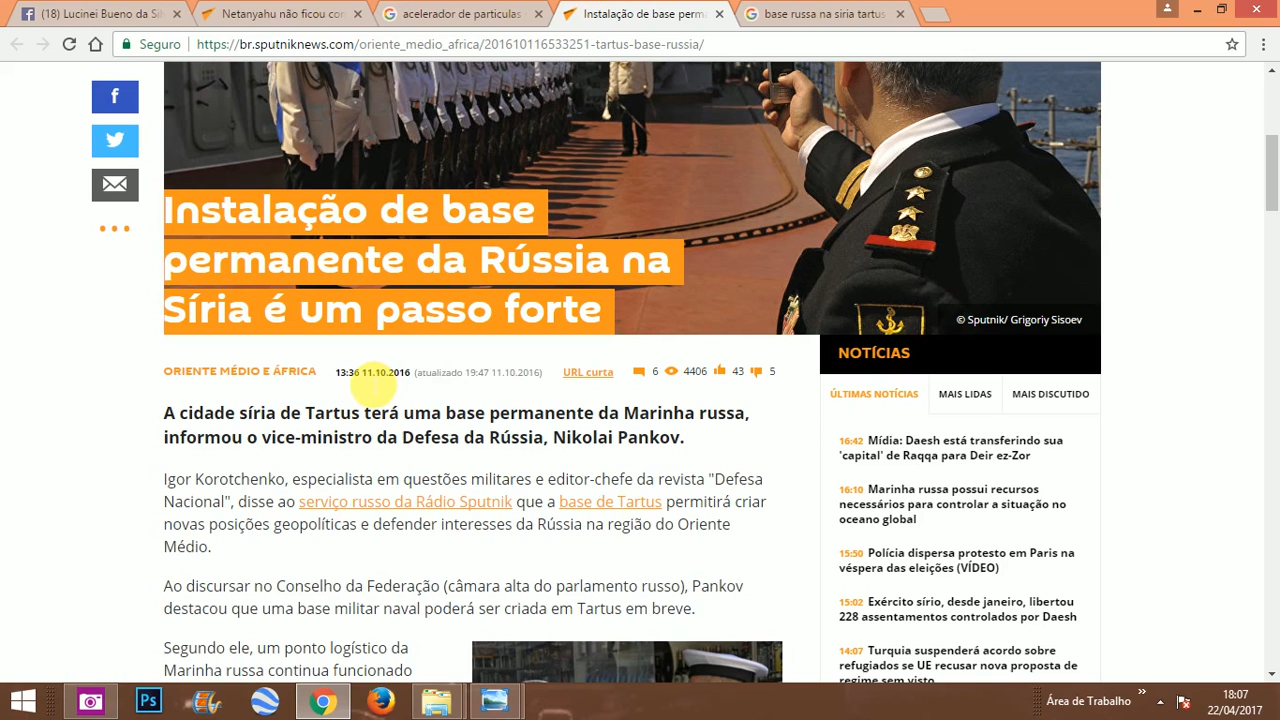 (18) Lucinei Bueno da Sil
Netanyahu não ficou con
acelerador de particulas
Instalação de base perm
base russa na siria tartus
Seguro
https://br.sputniknews.com/oriente_medio_africa/201610116533251-tartus-base-russia/
Instalação de base
permanente da Rússia na
Síria é um passo forte
© Sputnik/ Grigoriy Sisoev
ORIENTE MÉDIO E ÁFRICA
13:36 11.10.2016 (atualizado 19:47 11.10.2016)
URL curta
6 4406 43 5
A cidade síria de Tartus terá uma base permanente da Marinha russa,
informou o vice-ministro da Defesa da Rússia, Nikolai Pankov.
Igor Korotchenko, especialista em questões militares e editor-chefe da revista "Defesa
Nacional", disse ao serviço russo da Rádio Sputnik que a base de Tartus permitirá criar
novas posições geopolíticas e defender interesses da Rússia na região do Oriente
Médio.
Ao discursar no Conselho da Federação (câmara alta do parlamento russo), Pankov
destacou que uma base militar naval poderá ser criada em Tartus em breve.
Segundo ele, um ponto logístico da
Marinha russa continua funcionado
NOTÍCIAS
ÚLTIMAS NOTÍCIAS
MAIS LIDAS
MAIS DISCUTIDO
16:42 Mídia: Daesh está transferindo sua
'capital' de Raqqa para Deir ez-Zor
16:10 Marinha russa possui recursos
necessários para controlar a situação no
oceano global
15:50 Polícia dispersa protesto em Paris na
véspera das eleições (VÍDEO)
15:02 Exército sírio, desde janeiro, libertou
228 assentamentos controlados por Daesh
14:07 Turquia suspenderá acordo sobre
refugiados se UE recusar nova proposta de
regime sem visto
Ps
Área de Trabalho
18:07
22/04/2017